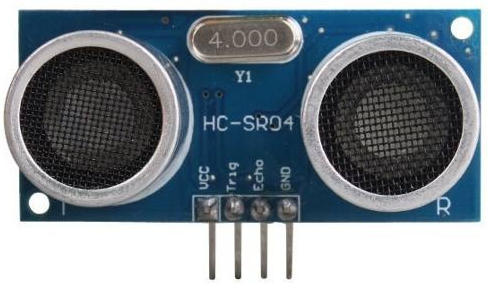 4.000
Y1
HC-SR04
VCC
Trig
Echo
GND
T
R